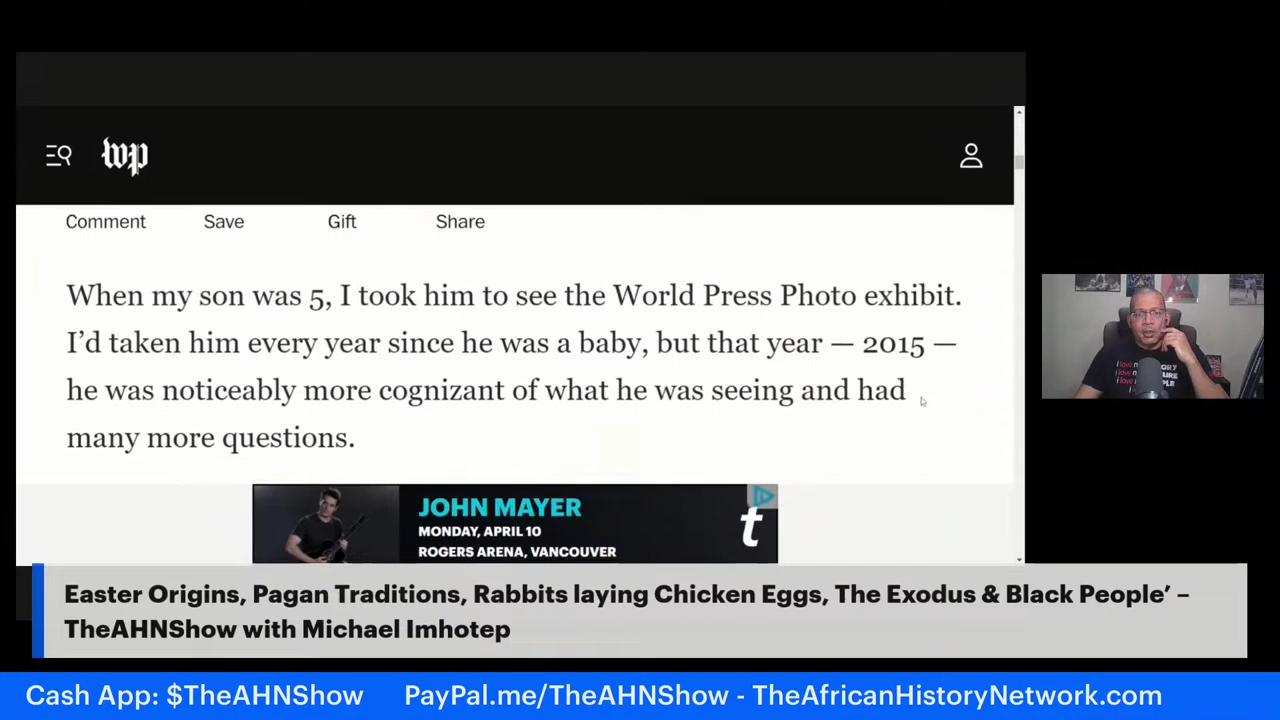 wp
Comment Save Gift Share
When my son was 5, I took him to see the World Press Photo exhibit.
I’d taken him every year since he was a baby, but that year — 2015 —
he was noticeably more cognizant of what he was seeing and had
many more questions.
JOHN MAYER
MONDAY, APRIL 10
ROGERS ARENA, VANCOUVER
t
Easter Origins, Pagan Traditions, Rabbits laying Chicken Eggs, The Exodus & Black People’ –
TheAHNShow with Michael Imhotep
Cash App: $TheAHNShow PayPal.me/TheAHNShow - TheAfricanHistoryNetwork.com